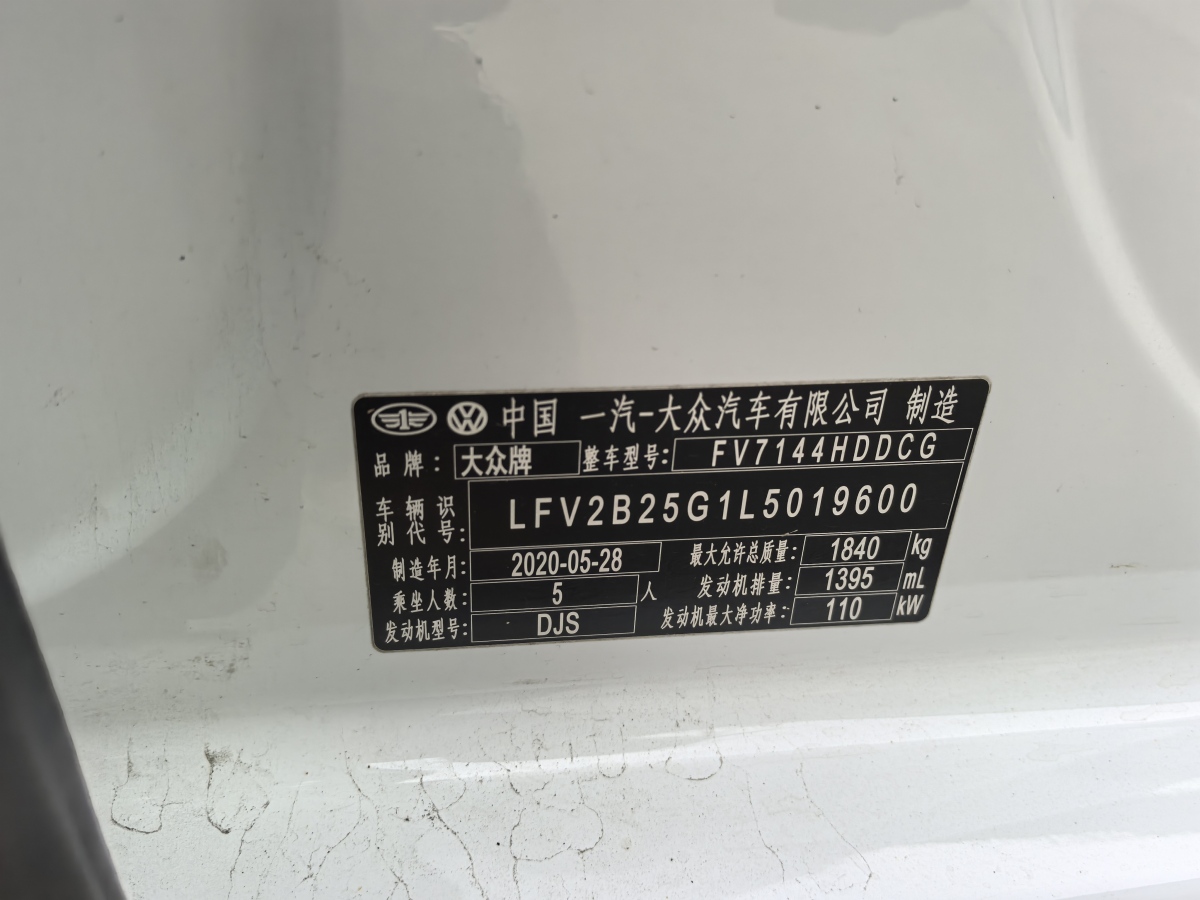 中国 一汽-大众汽车有限公司 制造
品牌: 大众牌 整车型号: FV7144HDDCG
车辆识别代号: LFV2B25G1L5019600
制造年月: 2020-05-28 最大允许总质量: 1840 kg
乘坐人数: 5 人 发动机排量: 1395 mL
发动机型号: DJS 发动机最大净功率: 110 kW